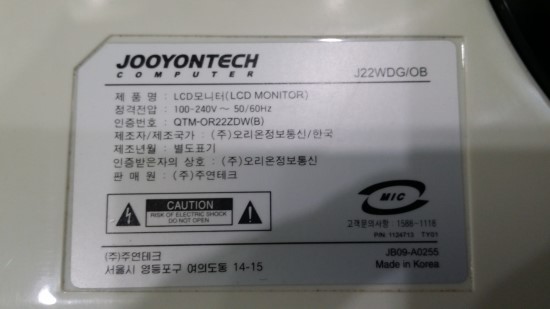 JOOYONTECH
COMPUTER
J22WDG/OB
제 품 명 : LCD모니터(LCD MONITOR)
정격전압 : 100-240V ~ 50/60Hz
인증번호 : QTM-OR22ZDW(B)
제조자/제조국가 : (주)오리온정보통신/한국
제조년월 : 별도표기
인증받은자의 상호 : (주)오리온정보통신
판 매 원 : (주)주연테크
CAUTION
RISK OF ELECTRIC SHOCK
DO NOT OPEN
MIC
고객문의사항 : 1588-1118
P/N 1124713 TY01
(주)주연테크
서울시 영등포구 여의도동 14-15
JB09-A0255
Made in Korea